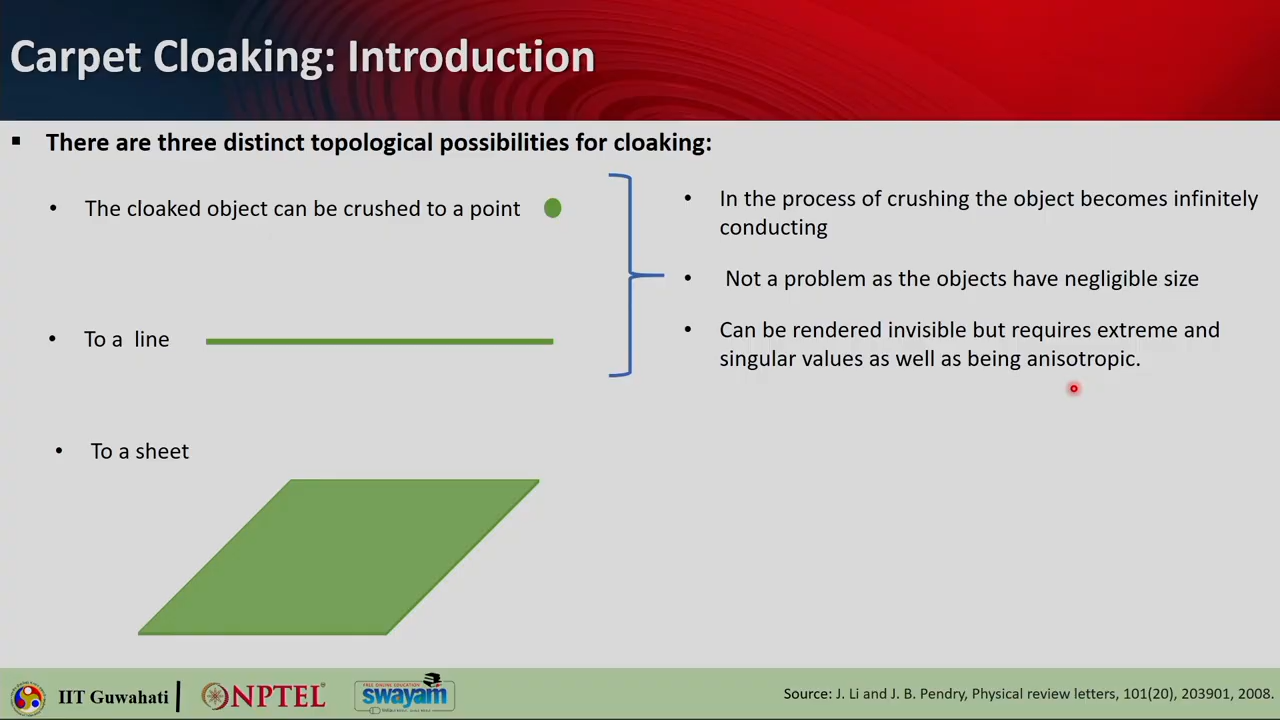 Carpet Cloaking: Introduction
There are three distinct topological possibilities for cloaking:
• The cloaked object can be crushed to a point
• To a line
• To a sheet
• In the process of crushing the object becomes infinitely
conducting
• Not a problem as the objects have negligible size
• Can be rendered invisible but requires extreme and
singular values as well as being anisotropic.
IIT Guwahati
NPTEL
FREE ONLINE EDUCATION
swayam
Source: J. Li and J. B. Pendry, Physical review letters, 101(20), 203901, 2008.